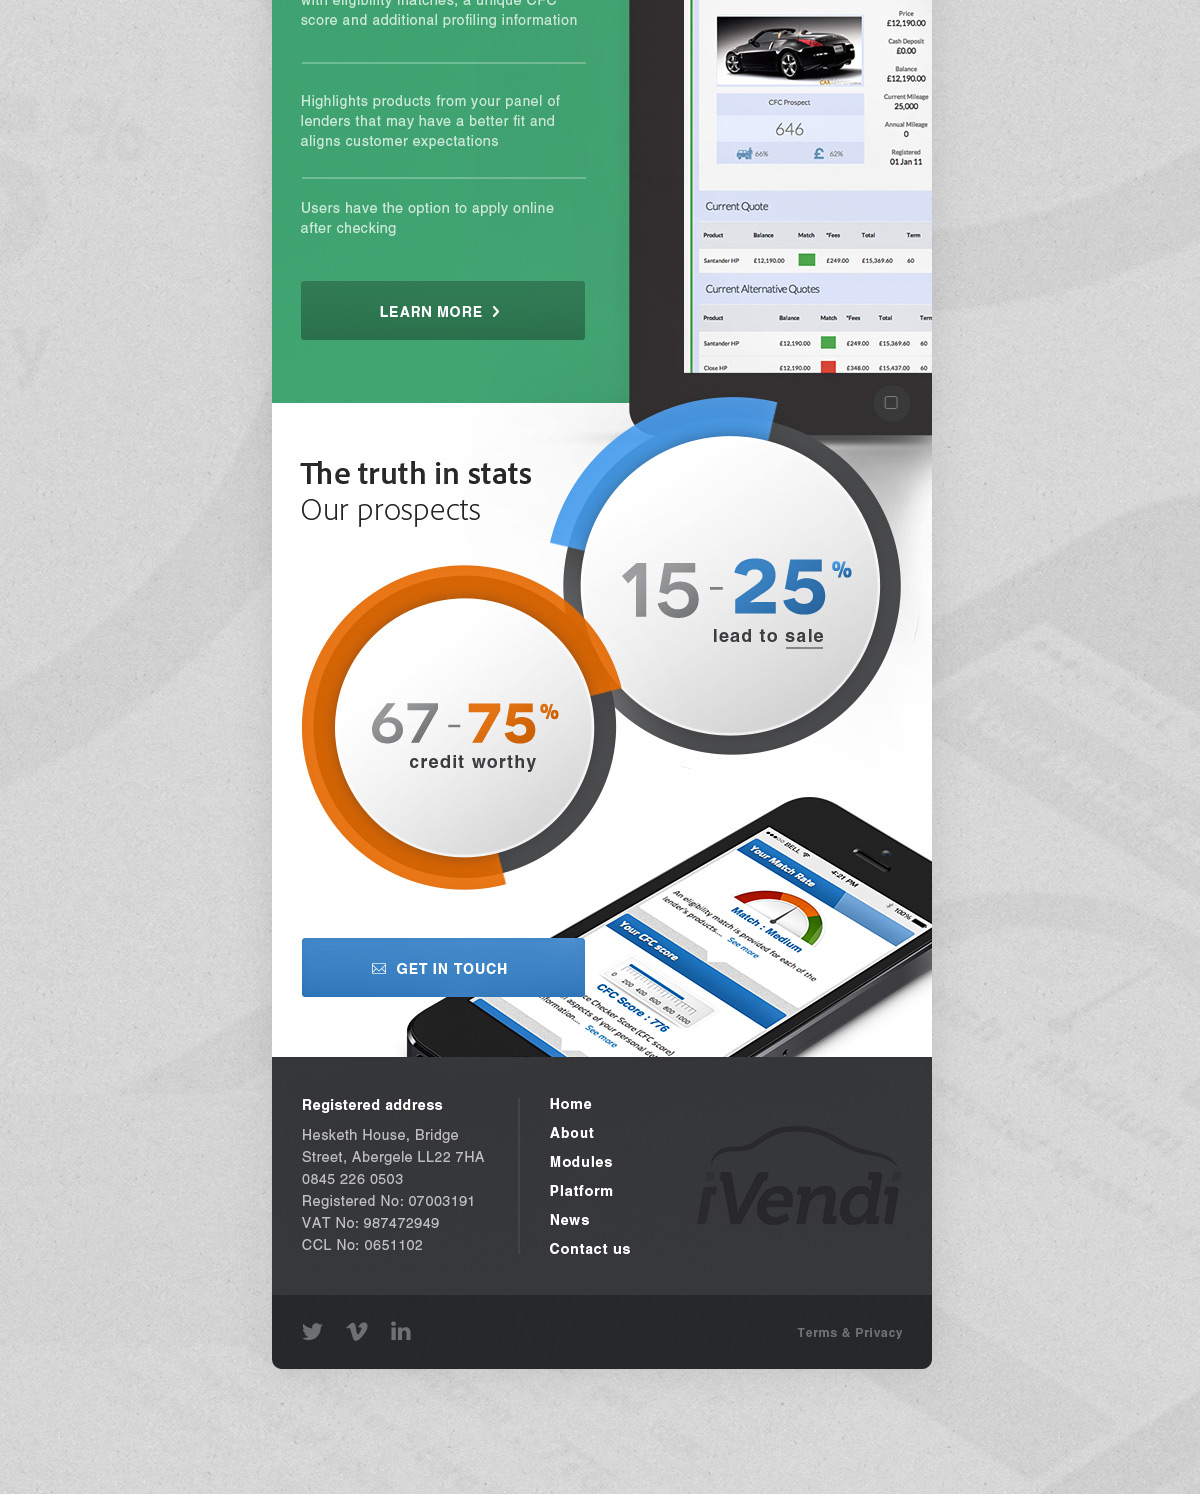 with eligibility matches, a unique CFC
score and additional profiling information
Highlights products from your panel of
lenders that may have a better fit and
aligns customer expectations
Users have the option to apply online
after checking
LEARN MORE
Price
£12,190.00
Cash Deposit
£0.00
Balance
£12,190.00
Current Mileage
25,000
Annual Mileage
0
Registered
01 Jan 11
CFC Prospect
646
66% 62%
Current Quote
Product Balance Match *Fees Total Term
Santander HP £12,190.00 £249.00 £15,369.60 60
Current Alternative Quotes
Product Balance Match *Fees Total Term
Santander HP £12,190.00 £249.00 £15,369.60 60
Close HP £12,190.00 £348.00 £15,437.00 60
The truth in stats
Our prospects
15-25%
lead to sale
67-75%
credit worthy
BELL 4:21 PM 100%
Your Match Rate
Match : Medium
An eligibility match is provided for each of the
lender's products.... See more
Your CFC score
0 200 400 600 800 1000
CFC Score : 776
Checker Score (CFC score)
aspects of your personal
information... See more
GET IN TOUCH
Registered address
Hesketh House, Bridge
Street, Abergele LL22 7HA
0845 226 0503
Registered No: 07003191
VAT No: 987472949
CCL No: 0651102
Home
About
Modules
Platform
News
Contact us
iVendi
Terms & Privacy